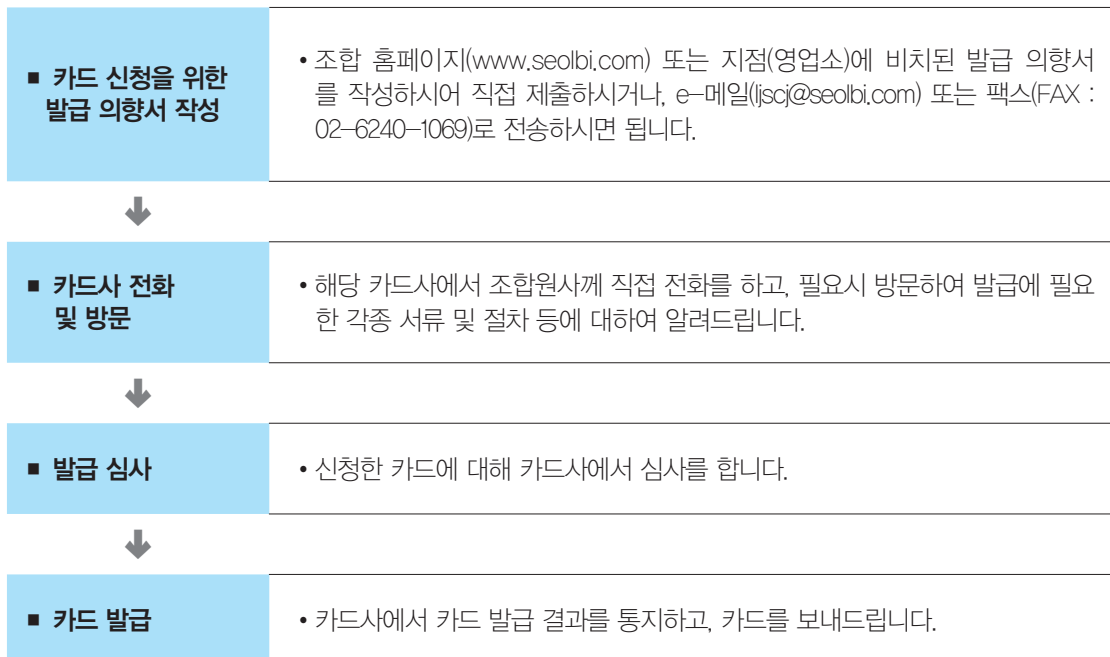 ■ 카드 신청을 위한
발급 의향서 작성
• 조합 홈페이지(www.seolbi.com) 또는 지점(영업소)에 비치된 발급 의향서
를 작성하시어 직접 제출하시거나, e-메일(ljscj@seolbi.com) 또는 팩스(FAX :
02-6240-1069)로 전송하시면 됩니다.
■ 카드사 전화
및 방문
• 해당 카드사에서 조합원사께 직접 전화를 하고, 필요시 방문하여 발급에 필요
한 각종 서류 및 절차 등에 대하여 알려드립니다.
■ 발급 심사
• 신청한 카드에 대해 카드사에서 심사를 합니다.
■ 카드 발급
• 카드사에서 카드 발급 결과를 통지하고, 카드를 보내드립니다.